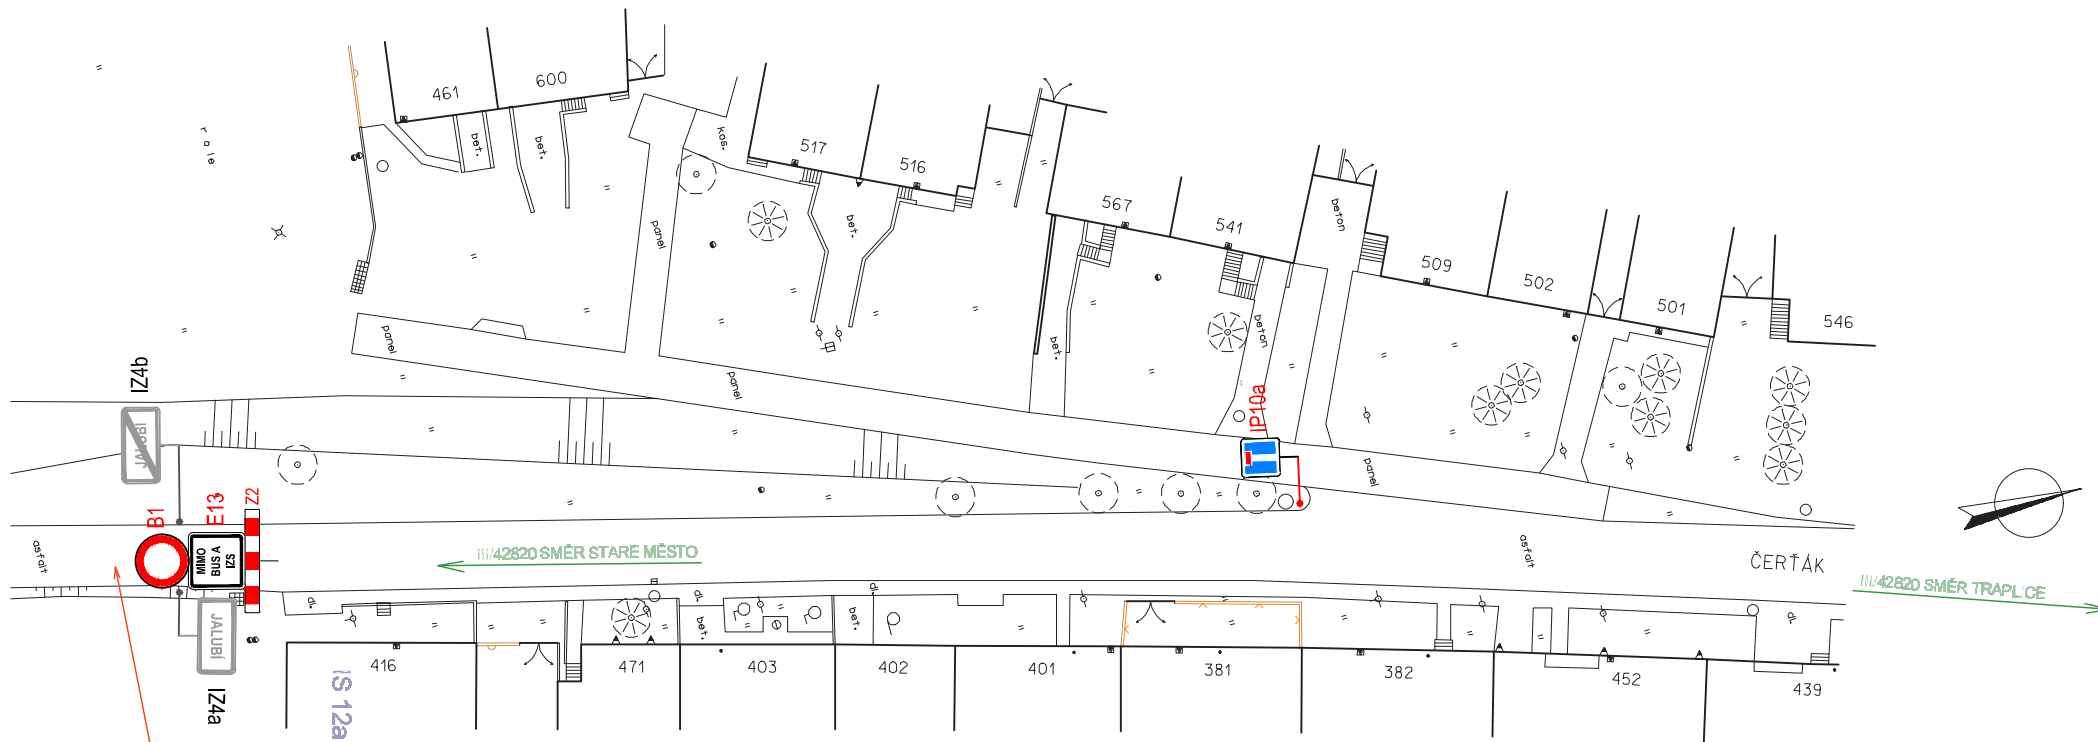 461
600
r o l e
bet.
bet.
kos.
517
516
bet.
panel
567
541
beton
509
502
501
546
panel
beton
bet.
panel
IZ4b
JALUBÍ
IP10a
panel
B1
E13
Z2
MIMO
BUS A
IZS
asfalt
III/42820 SMĚR STARE MĚSTO
asfalt
ČERŤÁK
III/42820 SMĚR TRAPLICE
JALUBÍ
IZ4a
dl.
dl.
bet.
bet.
dl.
dl.
416
471
403
402
401
381
382
452
439
IS 12a